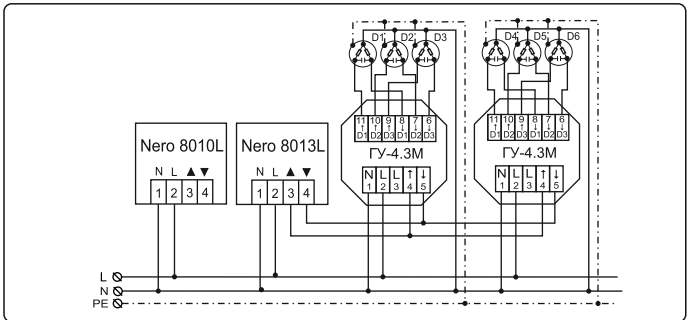 D1 D2 D3
D4 D5 D6
Nero 8010L
N L ▲ ▼
1 2 3 4
Nero 8013L
N L ▲ ▼
1 2 3 4
11 10 9 8 7 6
↑ ↑ ↑ ↓ ↓ ↓
D1 D2 D3 D1 D2 D3
ГУ-4.3М
N L L ↑ ↓
1 2 3 4 5
11 10 9 8 7 6
↑ ↑ ↑ ↓ ↓ ↓
D1 D2 D3 D1 D2 D3
ГУ-4.3М
N L L ↑ ↓
1 2 3 4 5
L
N
PE